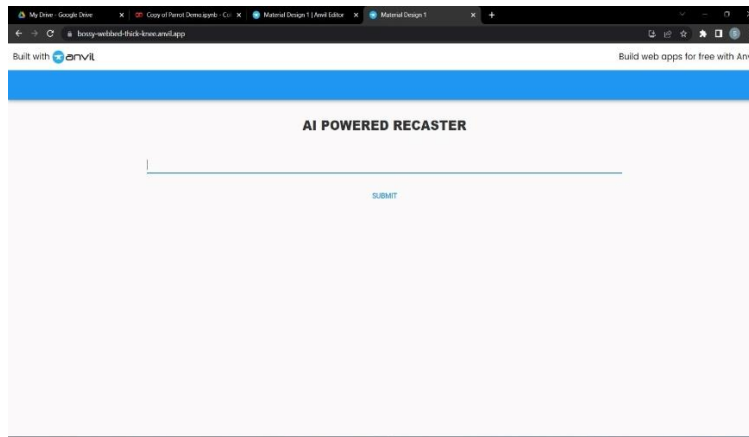 My Drive - Google Drive
Copy of Parrot Demo.ipynb - Col
Material Design 1 | Anvil Editor
Material Design 1
bossy-webbed-thick-knee.anvil.app
Built with anvil
Build web apps for free with Anv
AI POWERED RECASTER
SUBMIT